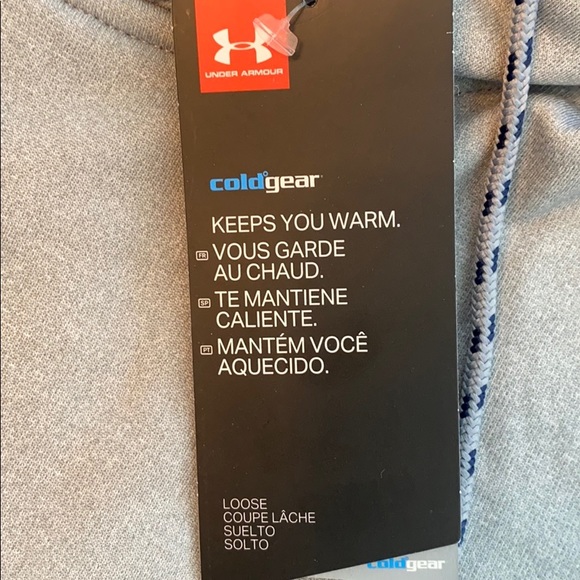 UNDER ARMOUR
coldgear
KEEPS YOU WARM.
FR VOUS GARDE
AU CHAUD.
SP TE MANTIENE
CALIENTE.
PT MANTÉM VOCÊ
AQUECIDO.
LOOSE
COUPE LÂCHE
SUELTO
SOLTO
coldgear